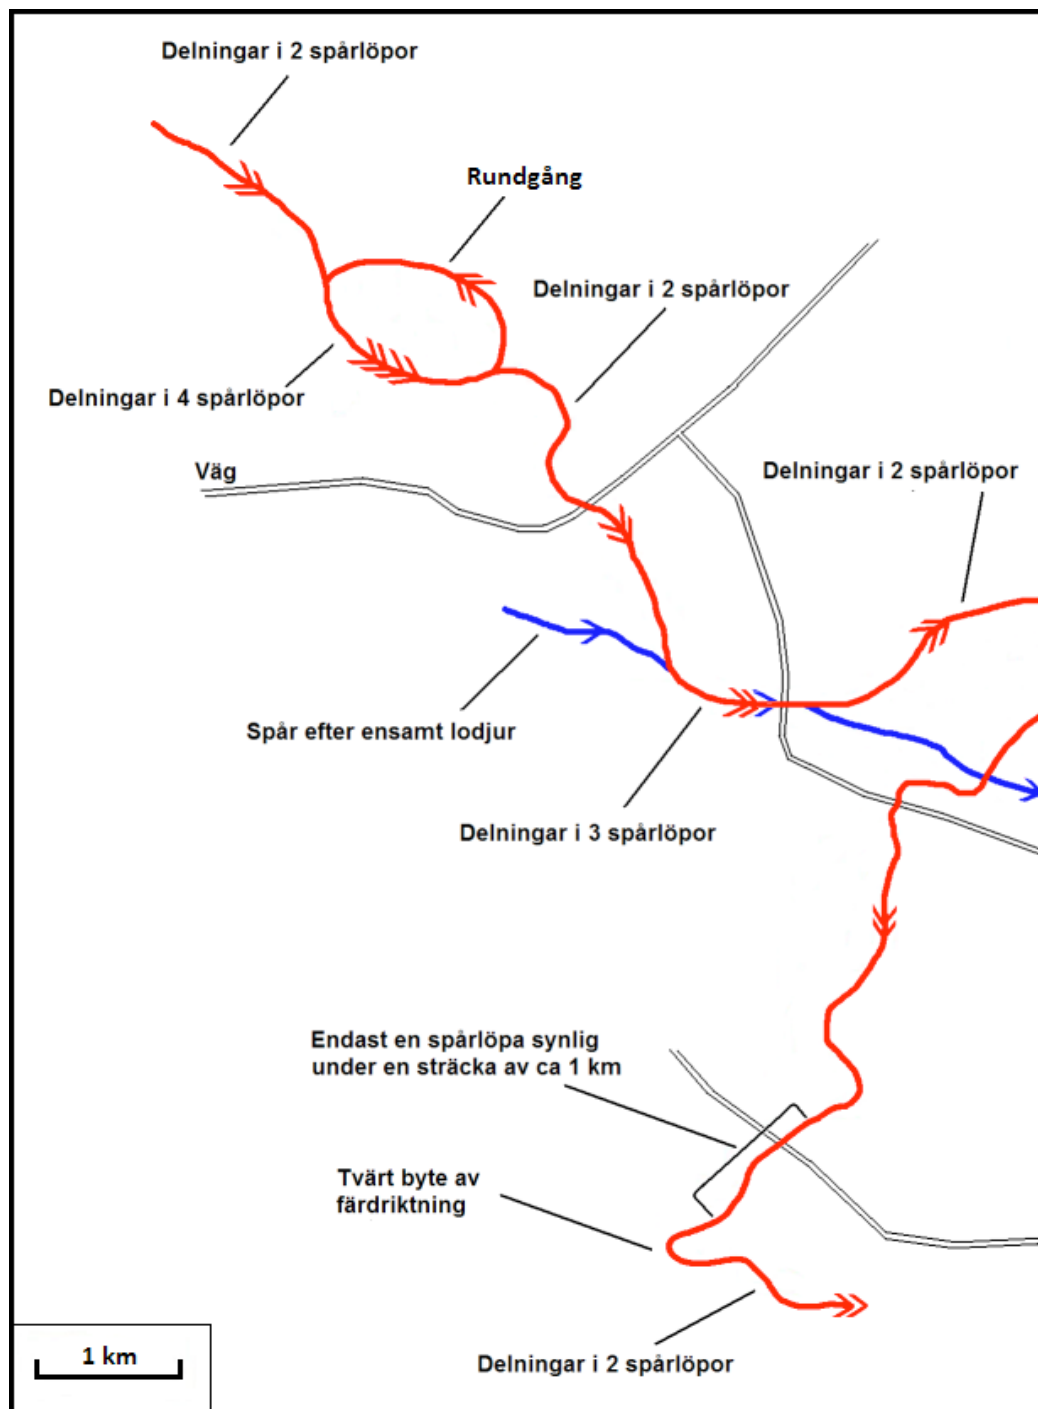 Delningar i 2 spårlöpor
Rundgång
Delningar i 2 spårlöpor
Delningar i 4 spårlöpor
Väg
Delningar i 2 spårlöpor
Spår efter ensamt lodjur
Delningar i 3 spårlöpor
Endast en spårlöpa synlig
under en sträcka av ca 1 km
Tvärt byte av
färdriktning
1 km
Delningar i 2 spårlöpor